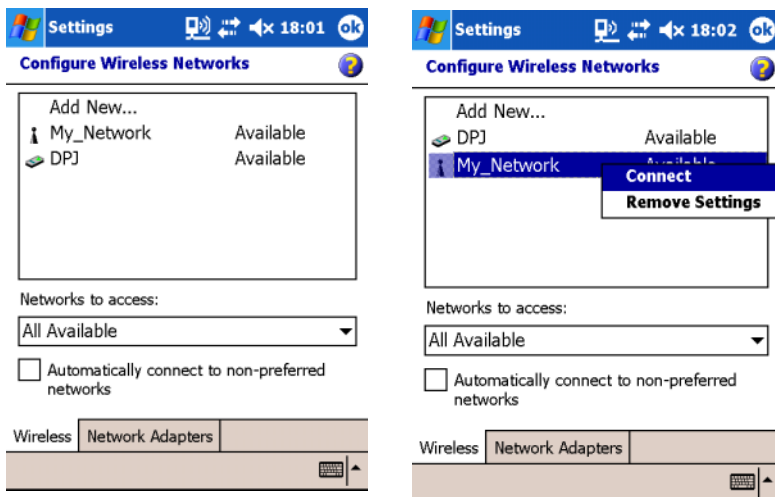 Settings 18:01 ok
Configure Wireless Networks ?
Add New...
My_Network Available
DPJ Available
Networks to access:
All Available
Automatically connect to non-preferred
networks
Wireless Network Adapters
Settings 18:02 ok
Configure Wireless Networks ?
Add New...
DPJ Available
My_Network Available
Connect
Remove Settings
Networks to access:
All Available
Automatically connect to non-preferred
networks
Wireless Network Adapters